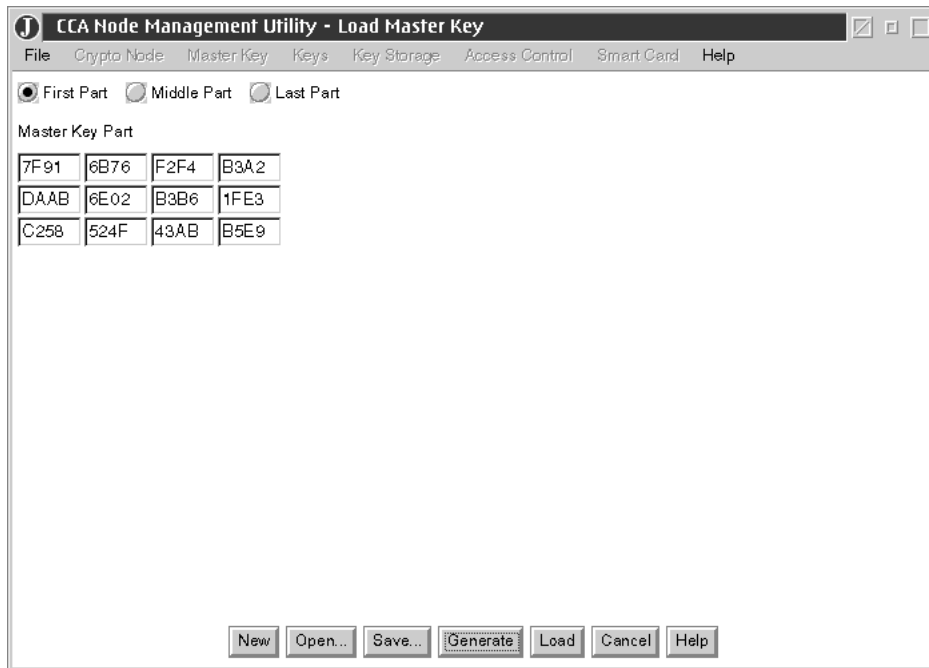 CCA Node Management Utility - Load Master Key
File Crypto Node Master Key Keys Key Storage Access Control Smart Card Help
First Part Middle Part Last Part
Master Key Part
7F91 6B76 F2F4 B3A2
DAAB 6E02 B3B6 1FE3
C258 524F 43AB B5E9
New Open... Save... Generate Load Cancel Help